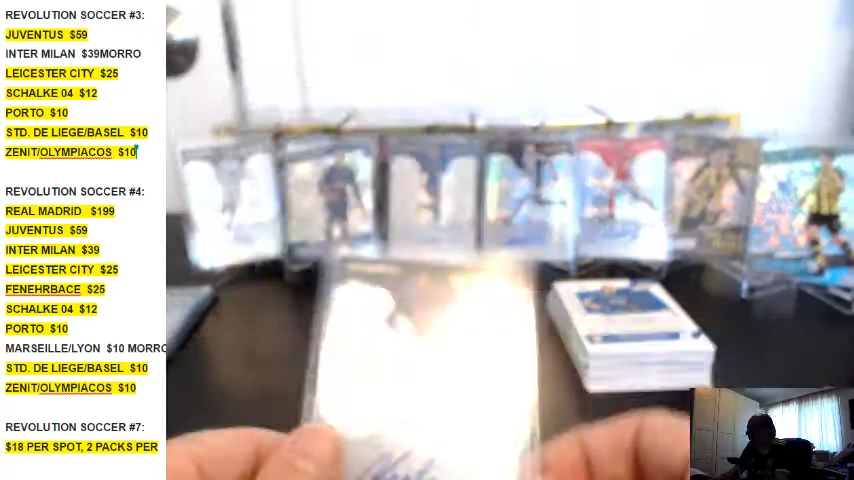 REVOLUTION SOCCER #3:
JUVENTUS $59
INTER MILAN $39MORRO
LEICESTER CITY $25
SCHALKE 04 $12
PORTO $10
STD. DE LIEGE/BASEL $10
ZENIT/OLYMPIACOS $10
REVOLUTION SOCCER #4:
REAL MADRID $199
JUVENTUS $59
INTER MILAN $39
LEICESTER CITY $25
FENEHRBACE $25
SCHALKE 04 $12
PORTO $10
MARSEILLE/LYON $10 MORRO
STD. DE LIEGE/BASEL $10
ZENIT/OLYMPIACOS $10
REVOLUTION SOCCER #7:
$18 PER SPOT, 2 PACKS PER